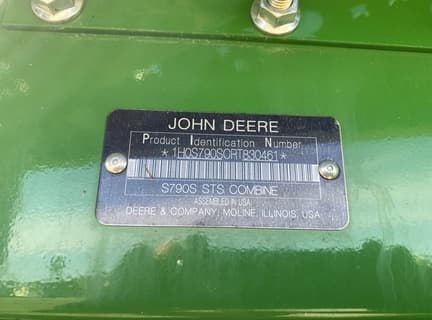 JOHN DEERE
Product Identification Number
*1H0S790SCRT830461*
S790S STS COMBINE
ASSEMBLED IN USA
DEERE & COMPANY, MOLINE, ILLINOIS, USA